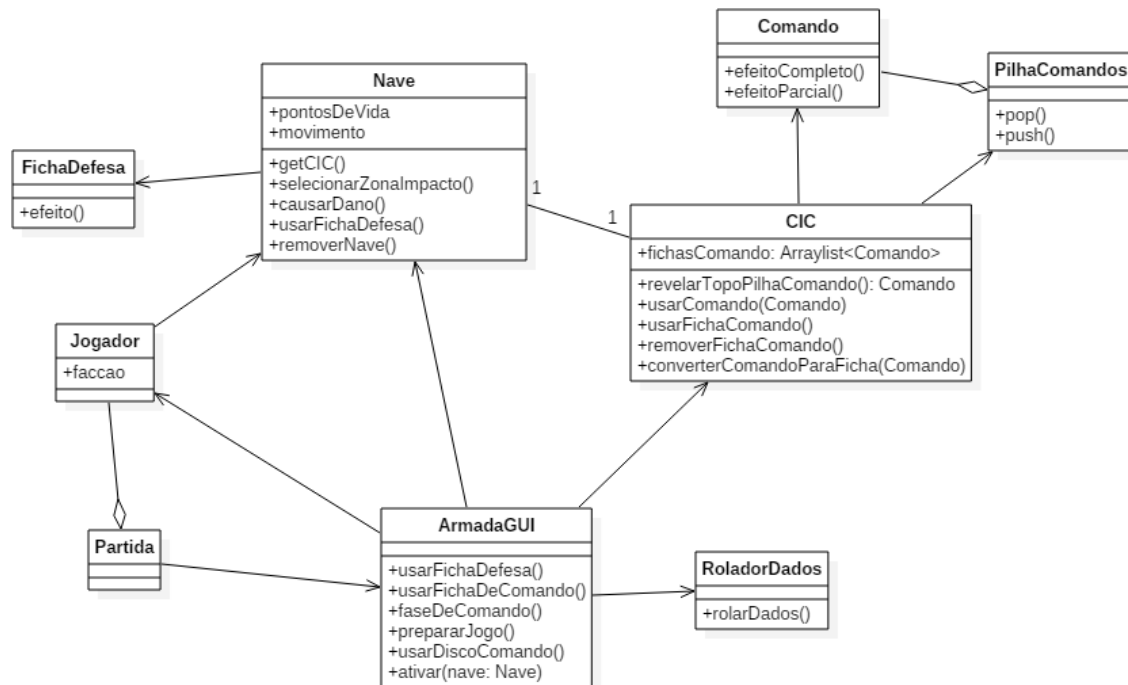 Comando
+efeitoCompleto()
+efeitoParcial()
PilhaComandos
+pop()
+push()
Nave
+pontosDeVida
+movimento
+getCIC()
+selecionarZonaImpacto()
+causarDano()
+usarFichaDefesa()
+removerNave()
FichaDefesa
+efeito()
1
1
CIC
+fichasComando: Arraylist<Comando>
+revelarTopoPilhaComando(): Comando
+usarComando(Comando)
+usarFichaComando()
+removerFichaComando()
+converterComandoParaFicha(Comando)
Jogador
+faccao
Partida
ArmadaGUI
+usarFichaDefesa()
+usarFichaDeComando()
+faseDeComando()
+prepararJogo()
+usarDiscoComando()
+ativar(nave: Nave)
RoladorDados
+rolarDados()